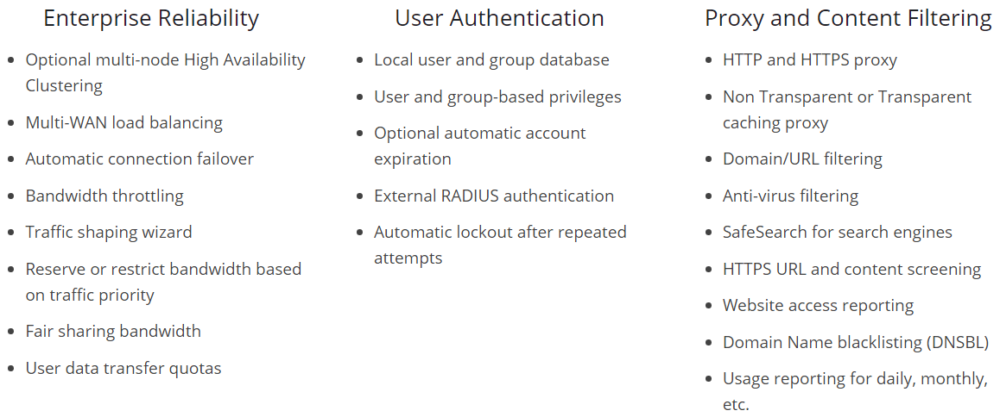 Enterprise Reliability
• Optional multi-node High Availability
Clustering
• Multi-WAN load balancing
• Automatic connection failover
• Bandwidth throttling
• Traffic shaping wizard
• Reserve or restrict bandwidth based
on traffic priority
• Fair sharing bandwidth
• User data transfer quotas
User Authentication
• Local user and group database
• User and group-based privileges
• Optional automatic account
expiration
• External RADIUS authentication
• Automatic lockout after repeated
attempts
Proxy and Content Filtering
• HTTP and HTTPS proxy
• Non Transparent or Transparent
caching proxy
• Domain/URL filtering
• Anti-virus filtering
• SafeSearch for search engines
• HTTPS URL and content screening
• Website access reporting
• Domain Name blacklisting (DNSBL)
• Usage reporting for daily, monthly,
etc.